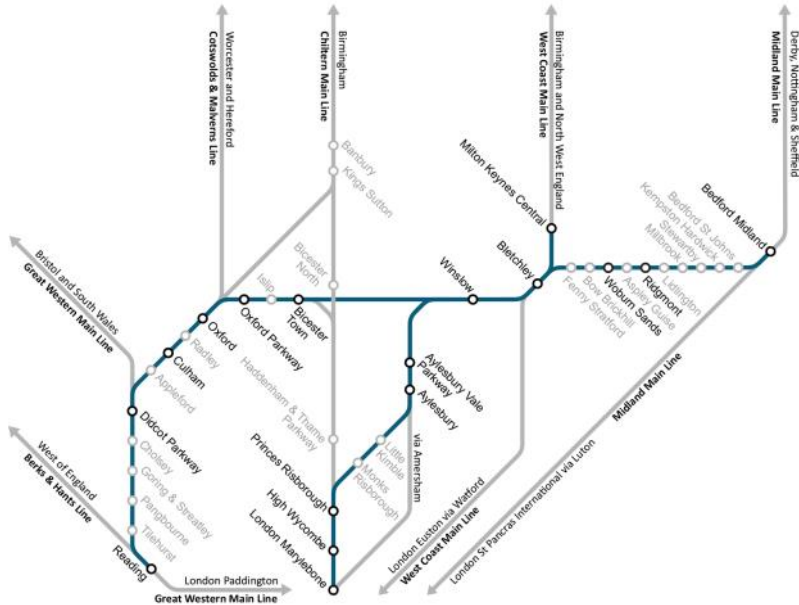 Worcester and Hereford
Cotswolds & Malverns Line
Birmingham
Chiltern Main Line
Birmingham and North West England
West Coast Main Line
Derby, Nottingham & Sheffield
Midland Main Line
Banbury
Kings Sutton
Milton Keynes Central
Bletchley
Bedford Midland
Bedford St Johns
Kempston Hardwick
Stewartby
Millbrook
Lidlington
Ridgmont
Aspley Guise
Woburn Sands
Bow Brickhill
Fenny Stratford
Winslow
Bicester
North
Islip
Bicester
Town
Oxford Parkway
Oxford
Radley
Culham
Appleford
Bristol and South Wales
Great Western Main Line
Didcot Parkway
Cholsey
Goring & Streatley
Pangbourne
Tilehurst
Reading
West of England
Berks & Hants Line
London Paddington
Great Western Main Line
Haddenham & Thame
Parkway
Aylesbury Vale
Parkway
Aylesbury
Little
Kimble
Monks
Risborough
Princes Risborough
High Wycombe
London Marylebone
via Amersham
London Euston via Watford
West Coast Main Line
Midland Main Line
London St Pancras International via Luton